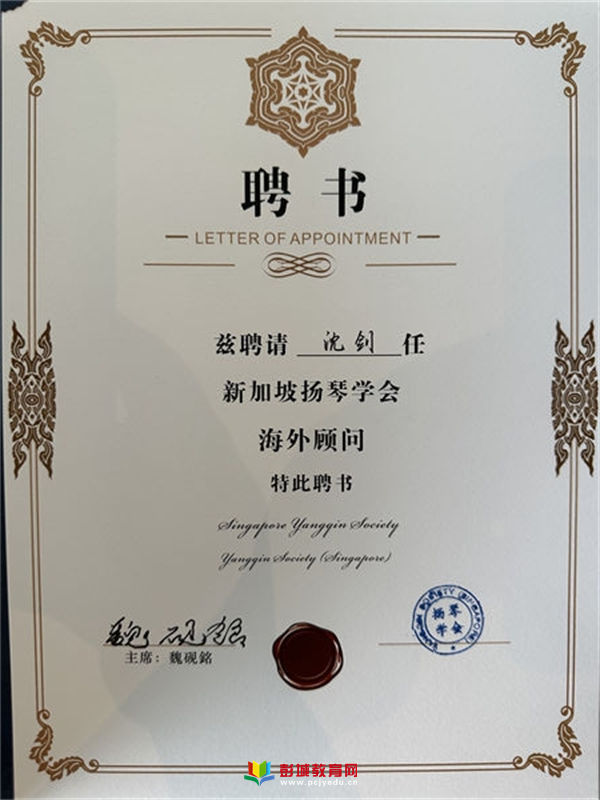 聘书
LETTER OF APPOINTMENT
兹聘请 沈剑 任
新加坡扬琴学会
海外顾问
特此聘书
Singapore Yangqin Society
Yangqin Society (Singapore)
扬琴
学会
主席：魏砚銘
彭城教育网
www.pcjyedu.cn